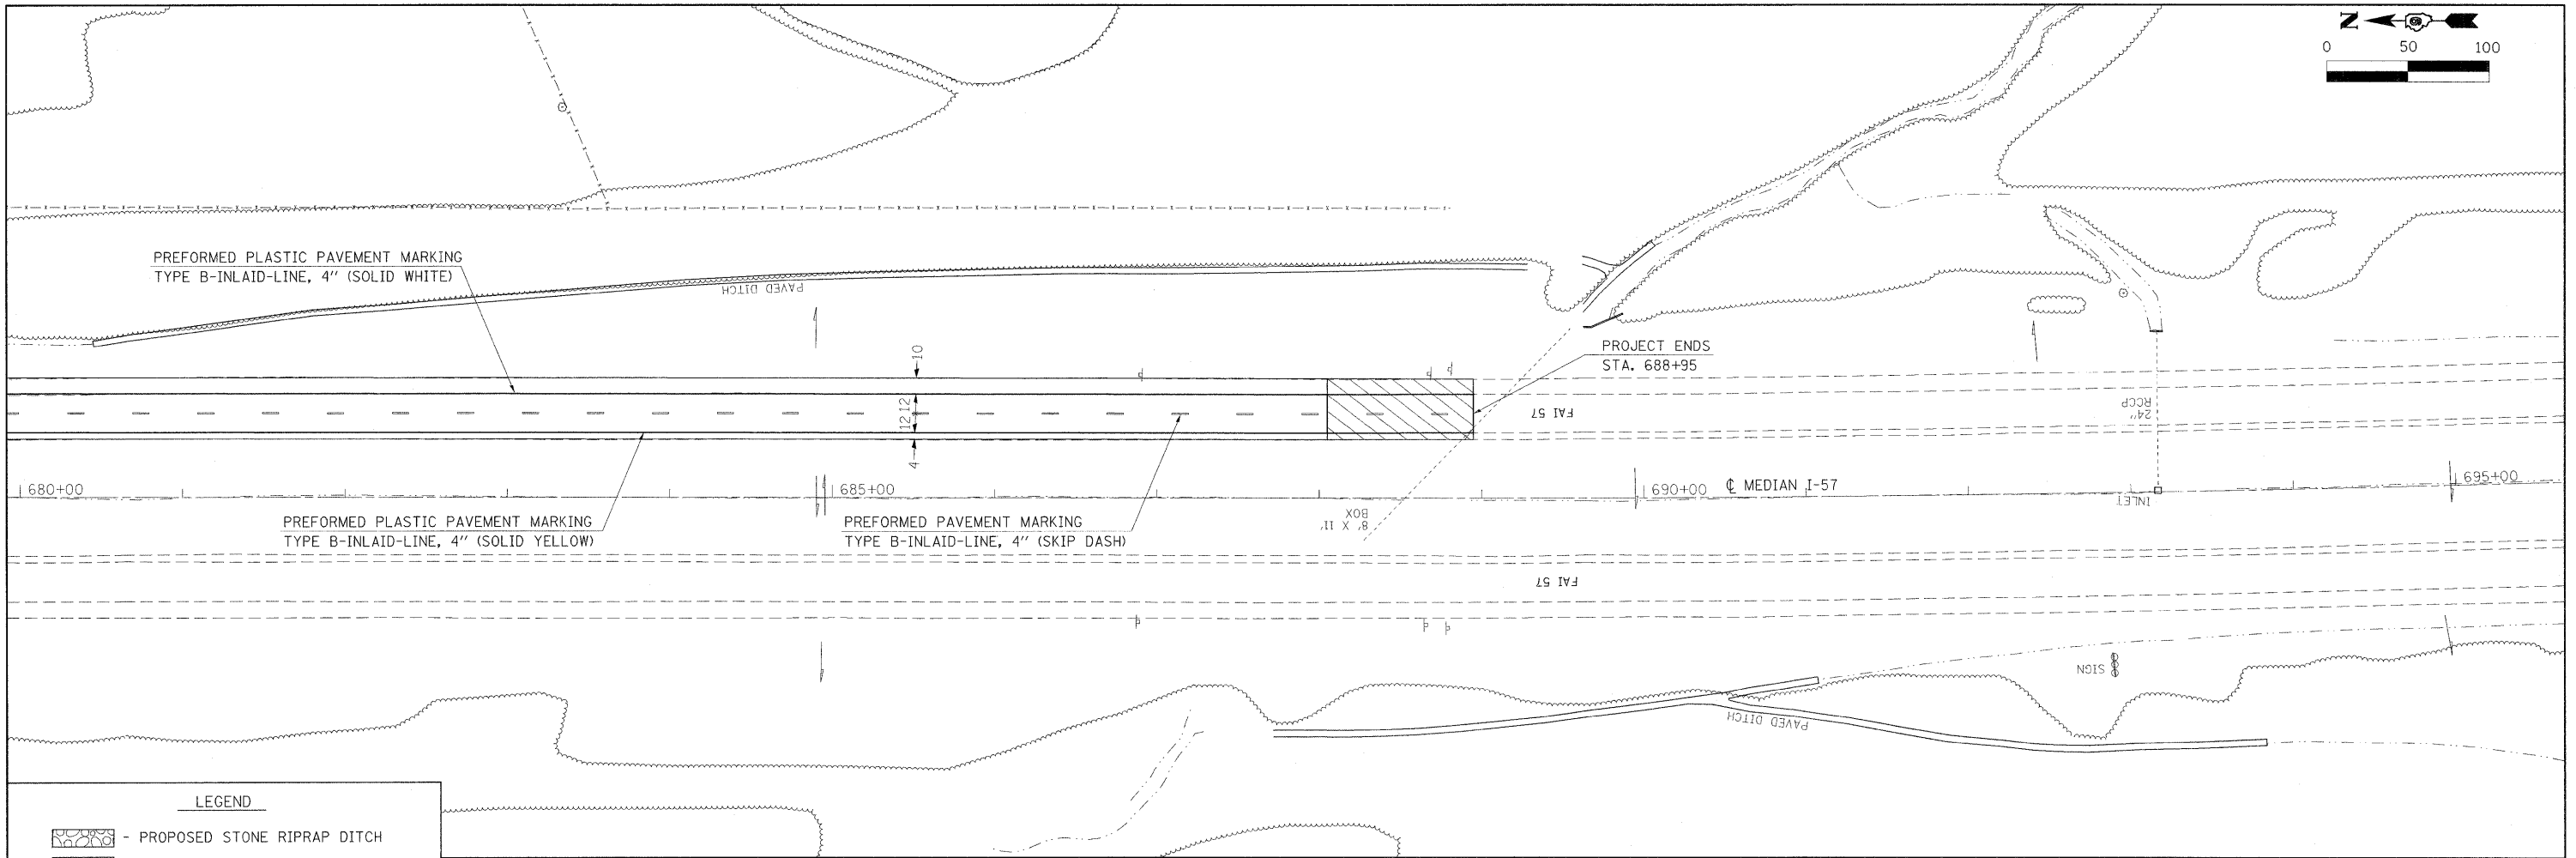 N
0 50 100
PREFORMED PLASTIC PAVEMENT MARKING
TYPE B-INLAID-LINE, 4" (SOLID WHITE)
PAVED DITCH
PROJECT ENDS
STA. 688+95
10
12 12
4
FAI 57
24"
RCCP
680+00
685+00
690+00
℄ MEDIAN I-57
695+00
INLET
PREFORMED PLASTIC PAVEMENT MARKING
TYPE B-INLAID-LINE, 4" (SOLID YELLOW)
PREFORMED PAVEMENT MARKING
TYPE B-INLAID-LINE, 4" (SKIP DASH)
8' X 11'
BOX
FAI 57
SIGN
PAVED DITCH
LEGEND
- PROPOSED STONE RIPRAP DITCH